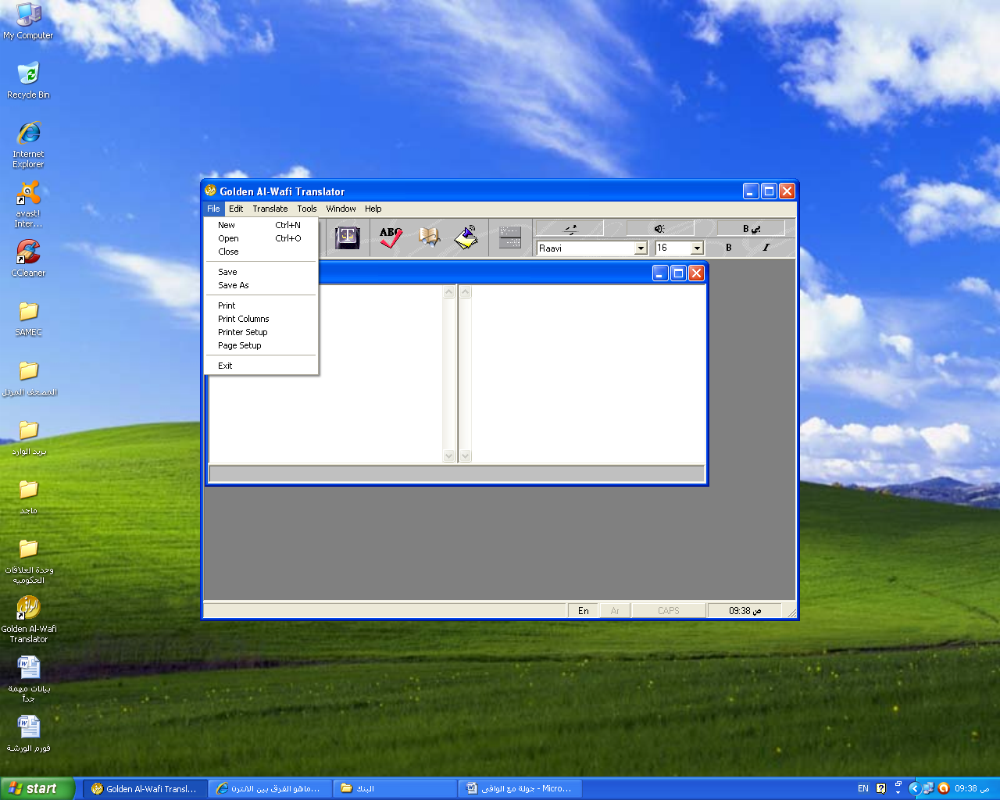 My Computer
Recycle Bin
Internet
Explorer
avast!
Inter...
CCleaner
SAMEC
المصحف المرتل
بريد الوارد
ماجد
وحدة العلاقات
الحكوميه
Golden Al-Wafi
Translator
بيانات مهمة
جداً
فورم الورشة
Golden Al-Wafi Translator
File Edit Translate Tools Window Help
New Ctrl+N
Open Ctrl+O
Close
Save
Save As
Print
Print Columns
Printer Setup
Page Setup
Exit
ABC
B بي
Raavi 16 B I
En Ar CAPS 09:38 ص
start
Golden Al-Wafi Transl...
ماهو الفرق بين الانترن...
البنك
جولة مع الوافي - Micro...
EN
09:38 ص